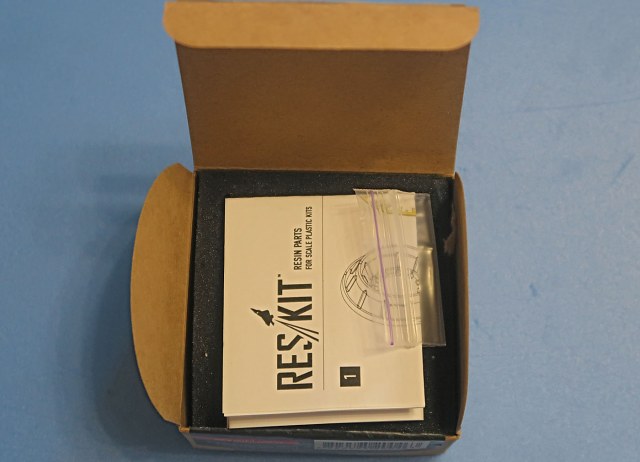 RES/KIT
RESIN PARTS
FOR SCALE PLASTIC KITS
1